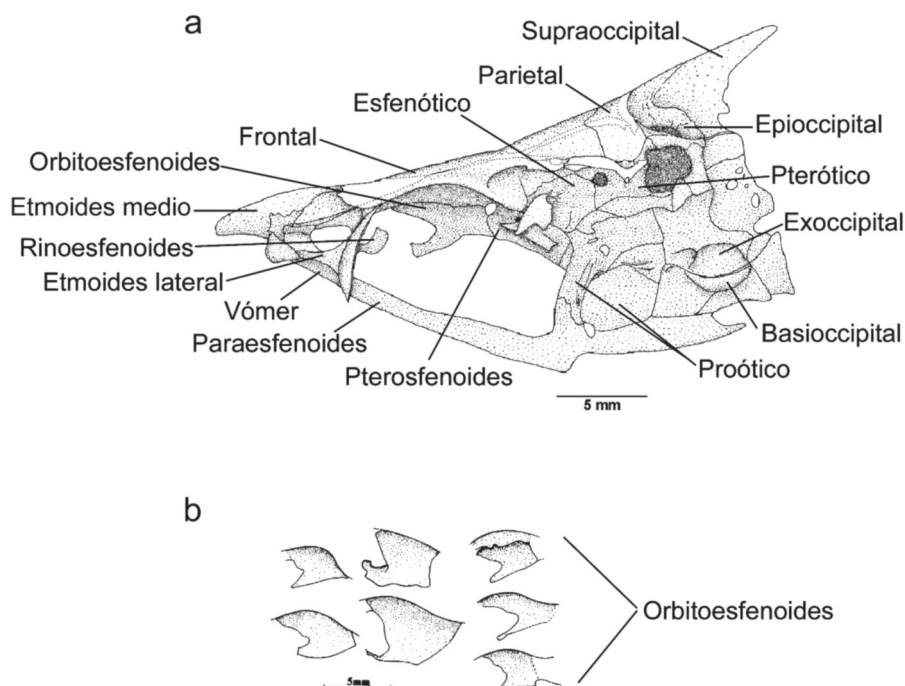 a
Supraoccipital
Parietal
Esfenótico
Frontal
Epioccipital
Orbitoesfenoides
Pterótico
Etmoides medio
Exoccipital
Rinoesfenoides
Etmoides lateral
Vómer
Basioccipital
Paraesfenoides
Proótico
Pterosfenoides
5 mm
b
Orbitoesfenoides
5mm